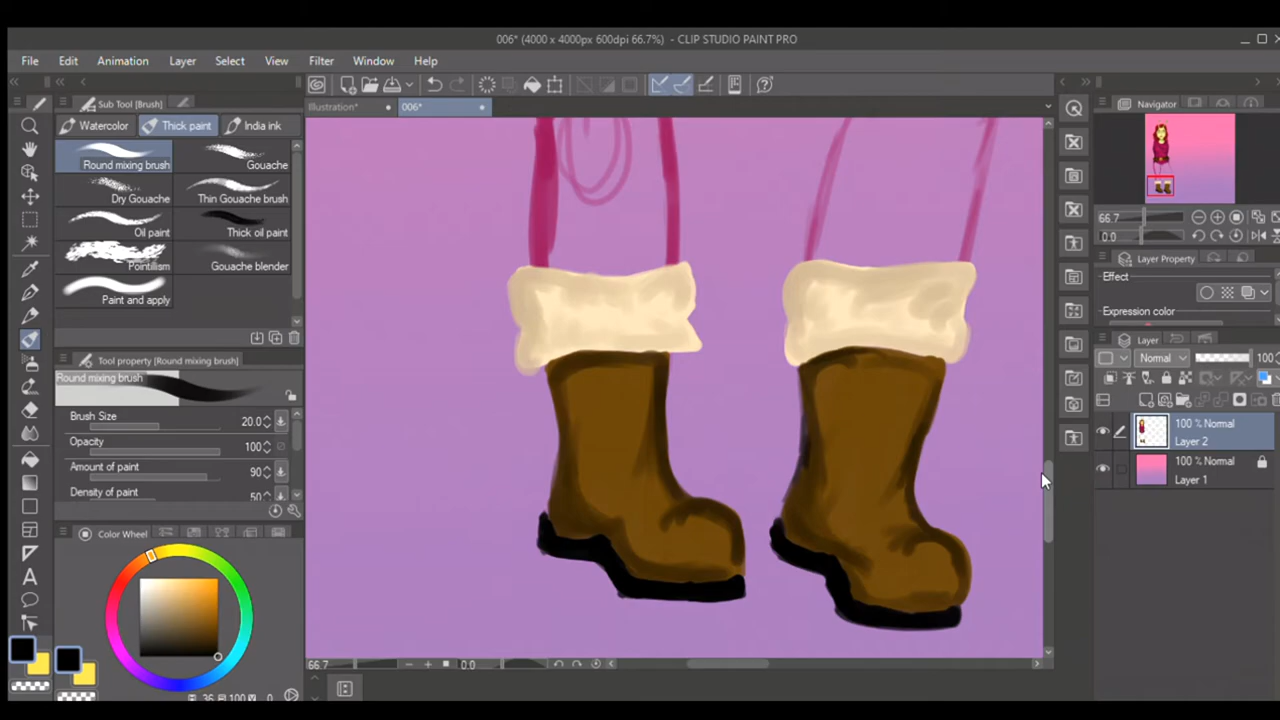 006* (4000 x 4000px 600dpi 66.7%) - CLIP STUDIO PAINT PRO
File Edit Animation Layer Select View Filter Window Help
Sub Tool [Brush]
Illustration* 006*
Watercolor Thick paint India ink
Round mixing brush Gouache
Dry Gouache Thin Gouache brush
Oil paint Thick oil paint
Pointillism Gouache blender
Paint and apply
Tool property [Round mixing brush]
Round mixing brush
Brush Size 20.0
Opacity 100
Amount of paint 90
Density of paint 50
Color Wheel
36 100 0
66.7 0.0
Navigator
66.7
0.0
Layer Property
Effect
Expression color
Layer
Normal 100
100 % Normal
Layer 2
100 % Normal
Layer 1